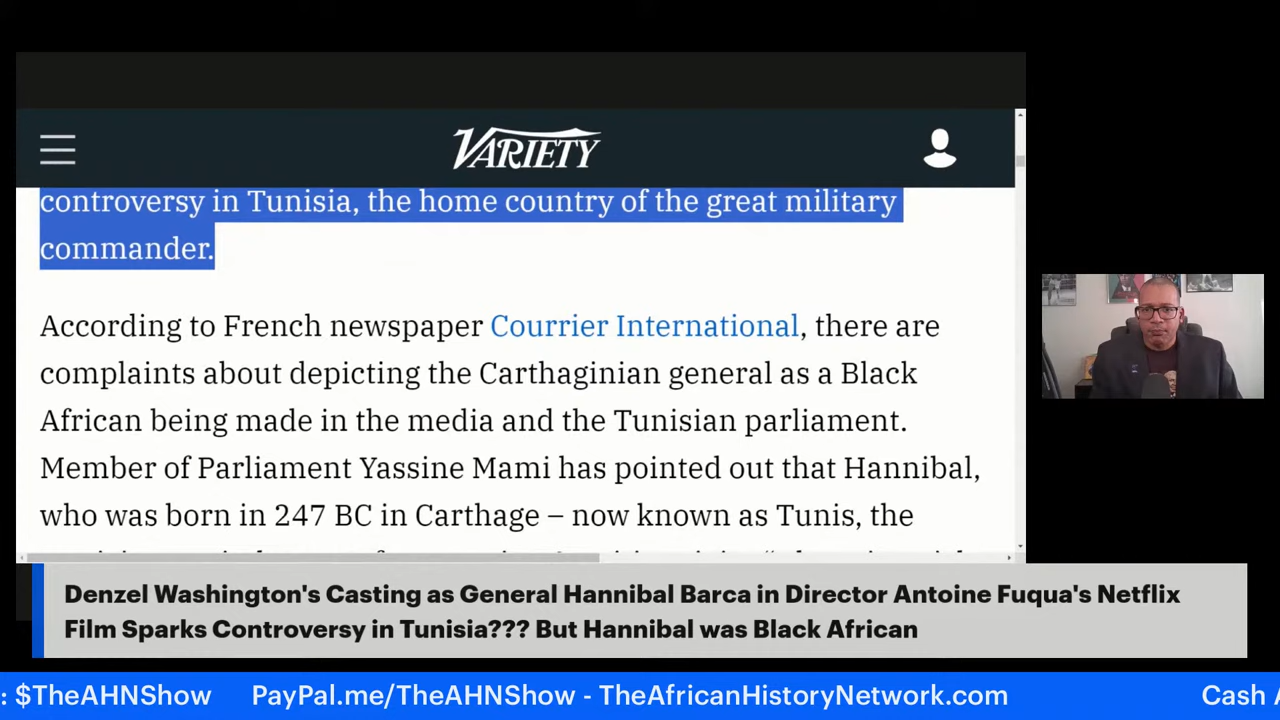 VARIETY
controversy in Tunisia, the home country of the great military
commander.
According to French newspaper Courrier International, there are
complaints about depicting the Carthaginian general as a Black
African being made in the media and the Tunisian parliament.
Member of Parliament Yassine Mami has pointed out that Hannibal,
who was born in 247 BC in Carthage – now known as Tunis, the
Denzel Washington's Casting as General Hannibal Barca in Director Antoine Fuqua's Netflix
Film Sparks Controversy in Tunisia??? But Hannibal was Black African
: $TheAHNShow PayPal.me/TheAHNShow - TheAfricanHistoryNetwork.com Cash